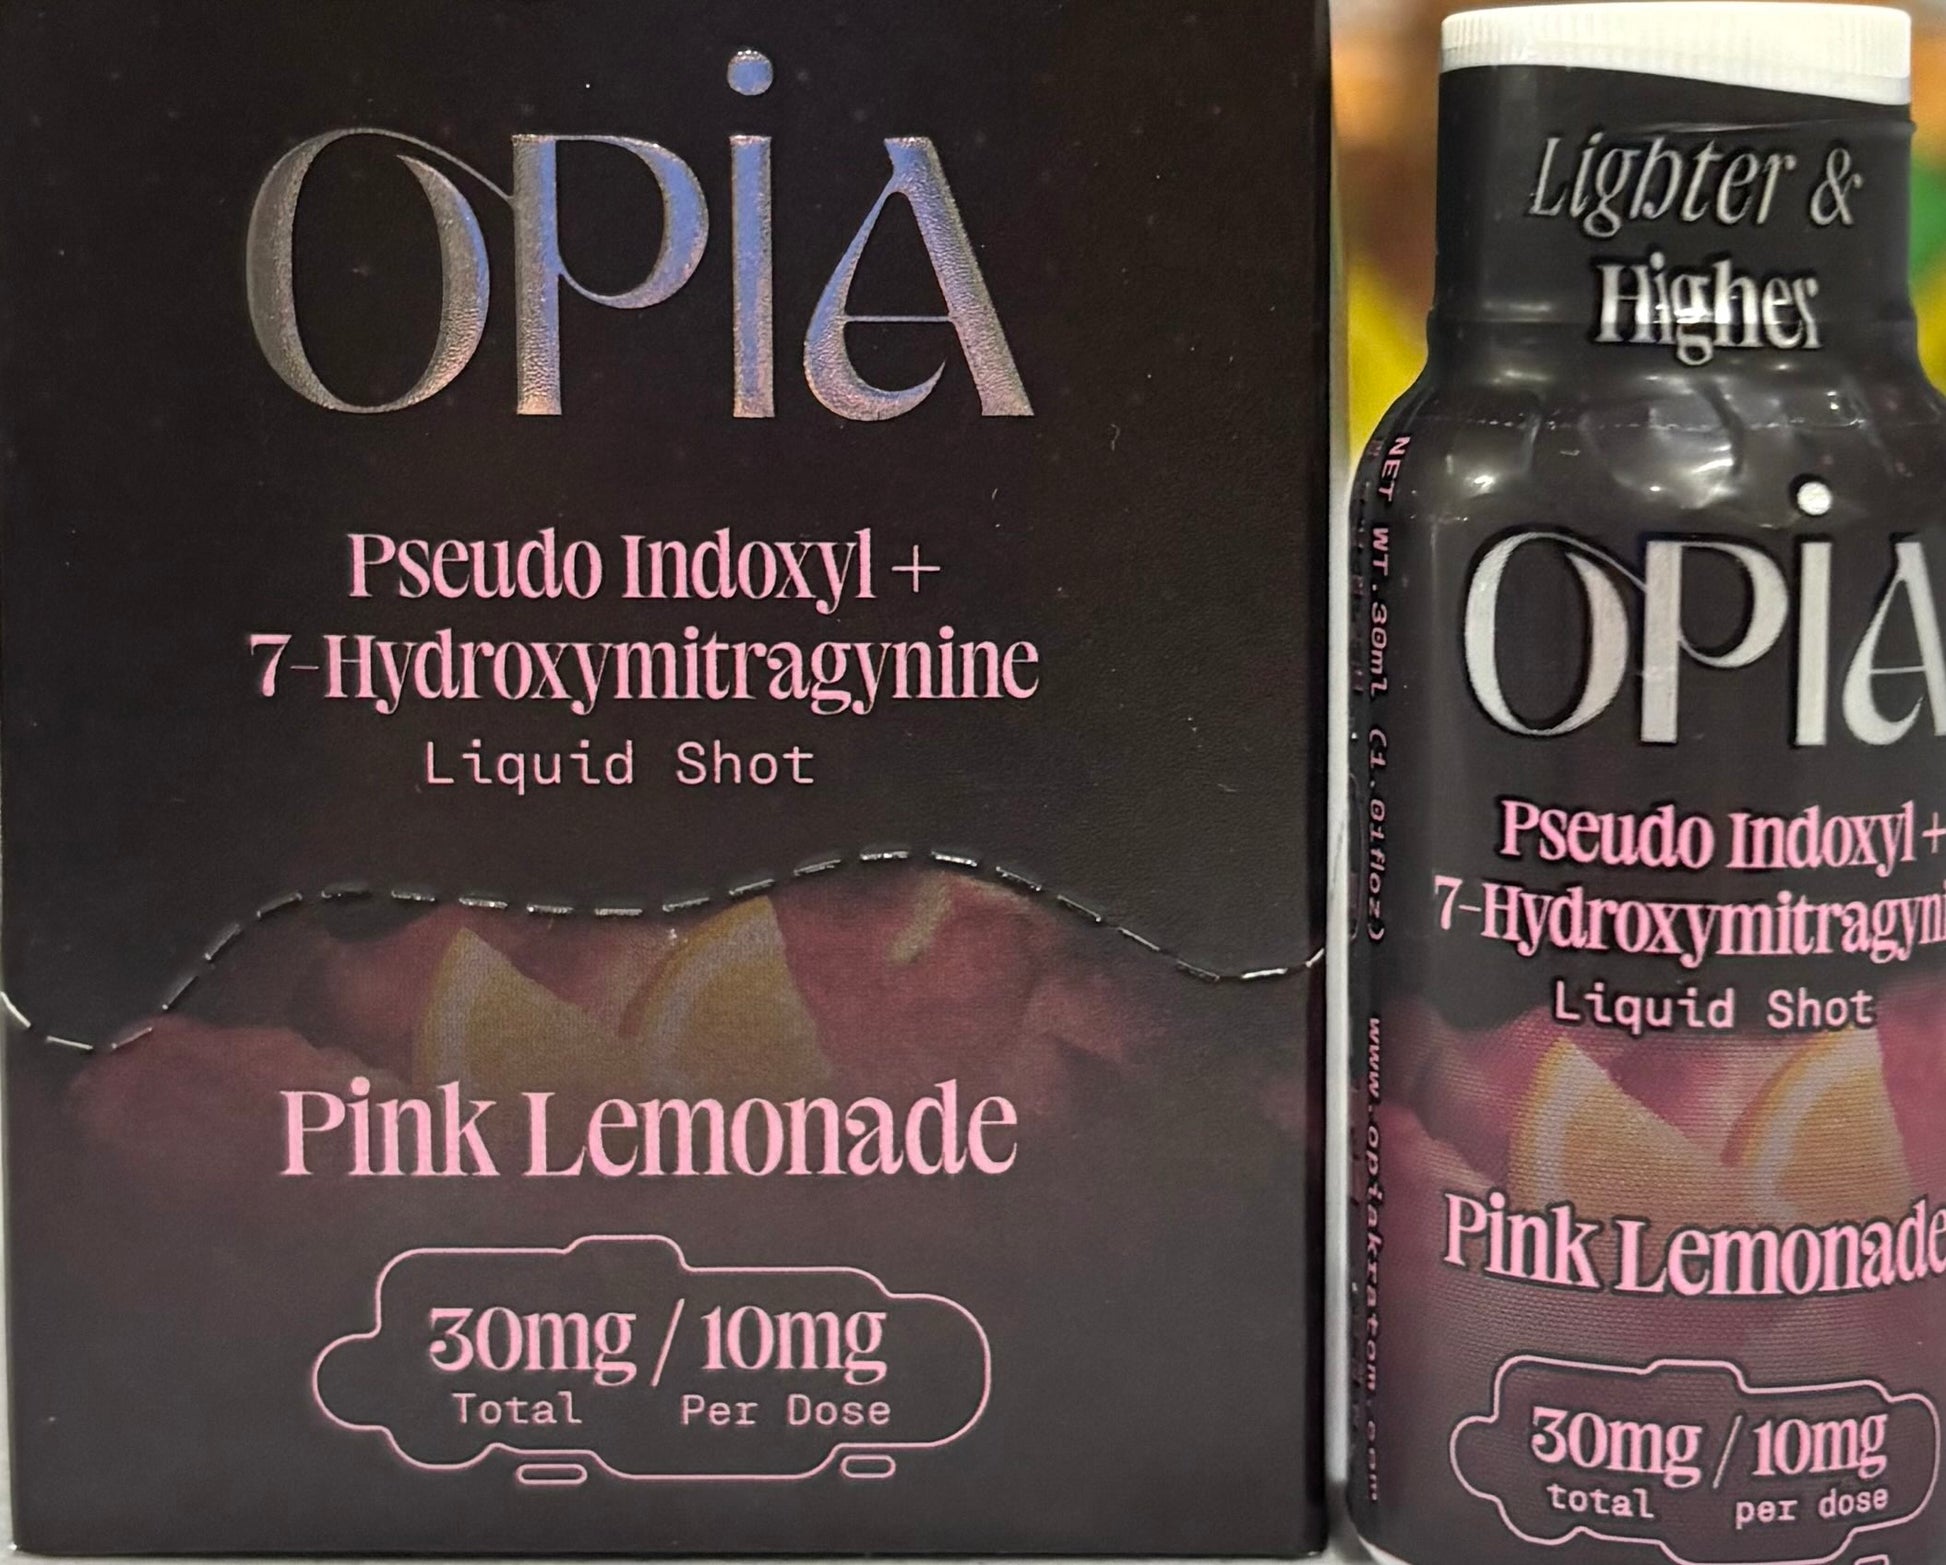 OPiA
Pseudo Indoxyl +
7-Hydroxymitragynine
Liquid Shot
Pink Lemonade
30mg / 10mg
Total Per Dose
Lighter &
Higher
OPiA
Pseudo Indoxyl +
7-Hydroxymitragyni
Liquid Shot
Pink Lemonade
30mg / 10mg
total per dose
NET WT.30ml (1.01floz) www.opiakratom.com